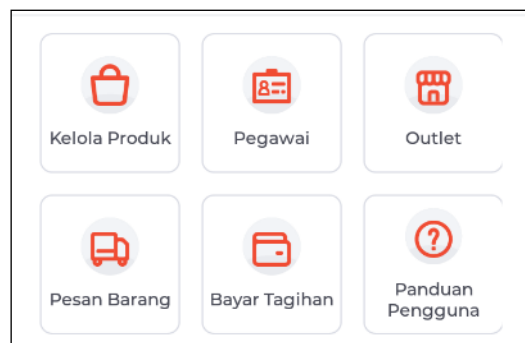 Kelola Produk
Pegawai
Outlet
Pesan Barang
Bayar Tagihan
Panduan
Pengguna